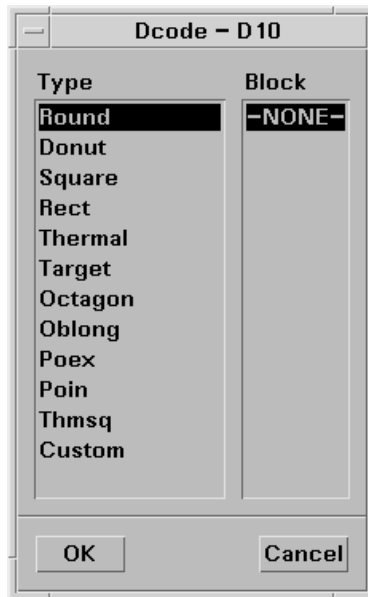 Dcode – D10
Type Block
Round -NONE-
Donut
Square
Rect
Thermal
Target
Octagon
Oblong
Poex
Poin
Thmsq
Custom
OK Cancel